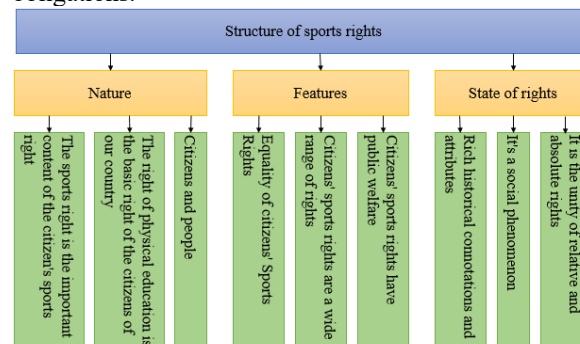 Structure of sports rights
Nature
Features
State of rights
The sports right is the important
content of the citizen's sports
right
The right of physical education is
the basic right of the citizens of
our country
Citizens and people
Equality of citizens' Sports
Rights
Citizens' sports rights are a wide
range of rights
Citizens' sports rights have
public welfare
Rich historical connotations and
attributes
It's a social phenomenon
It is the unity of relative and
absolute rights